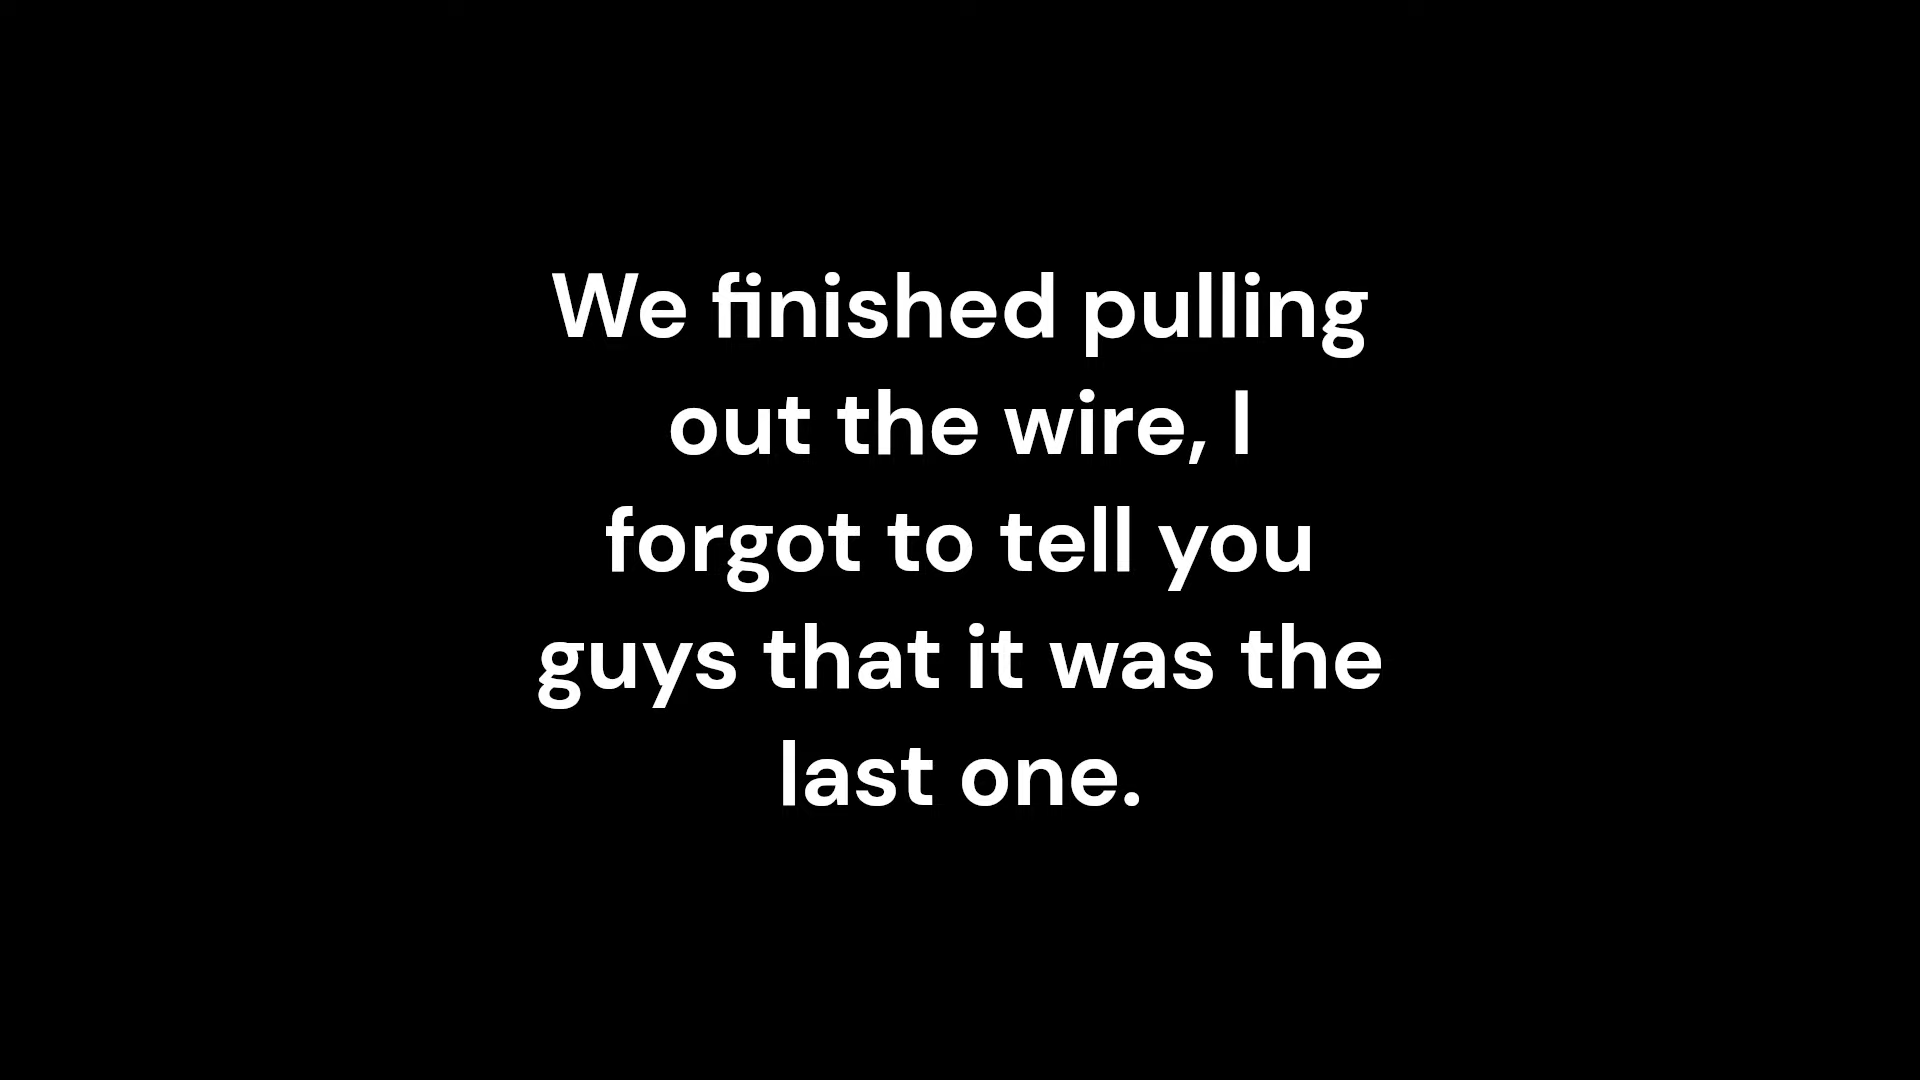 We finished pulling
out the wire, I
forgot to tell you
guys that it was the
last one.